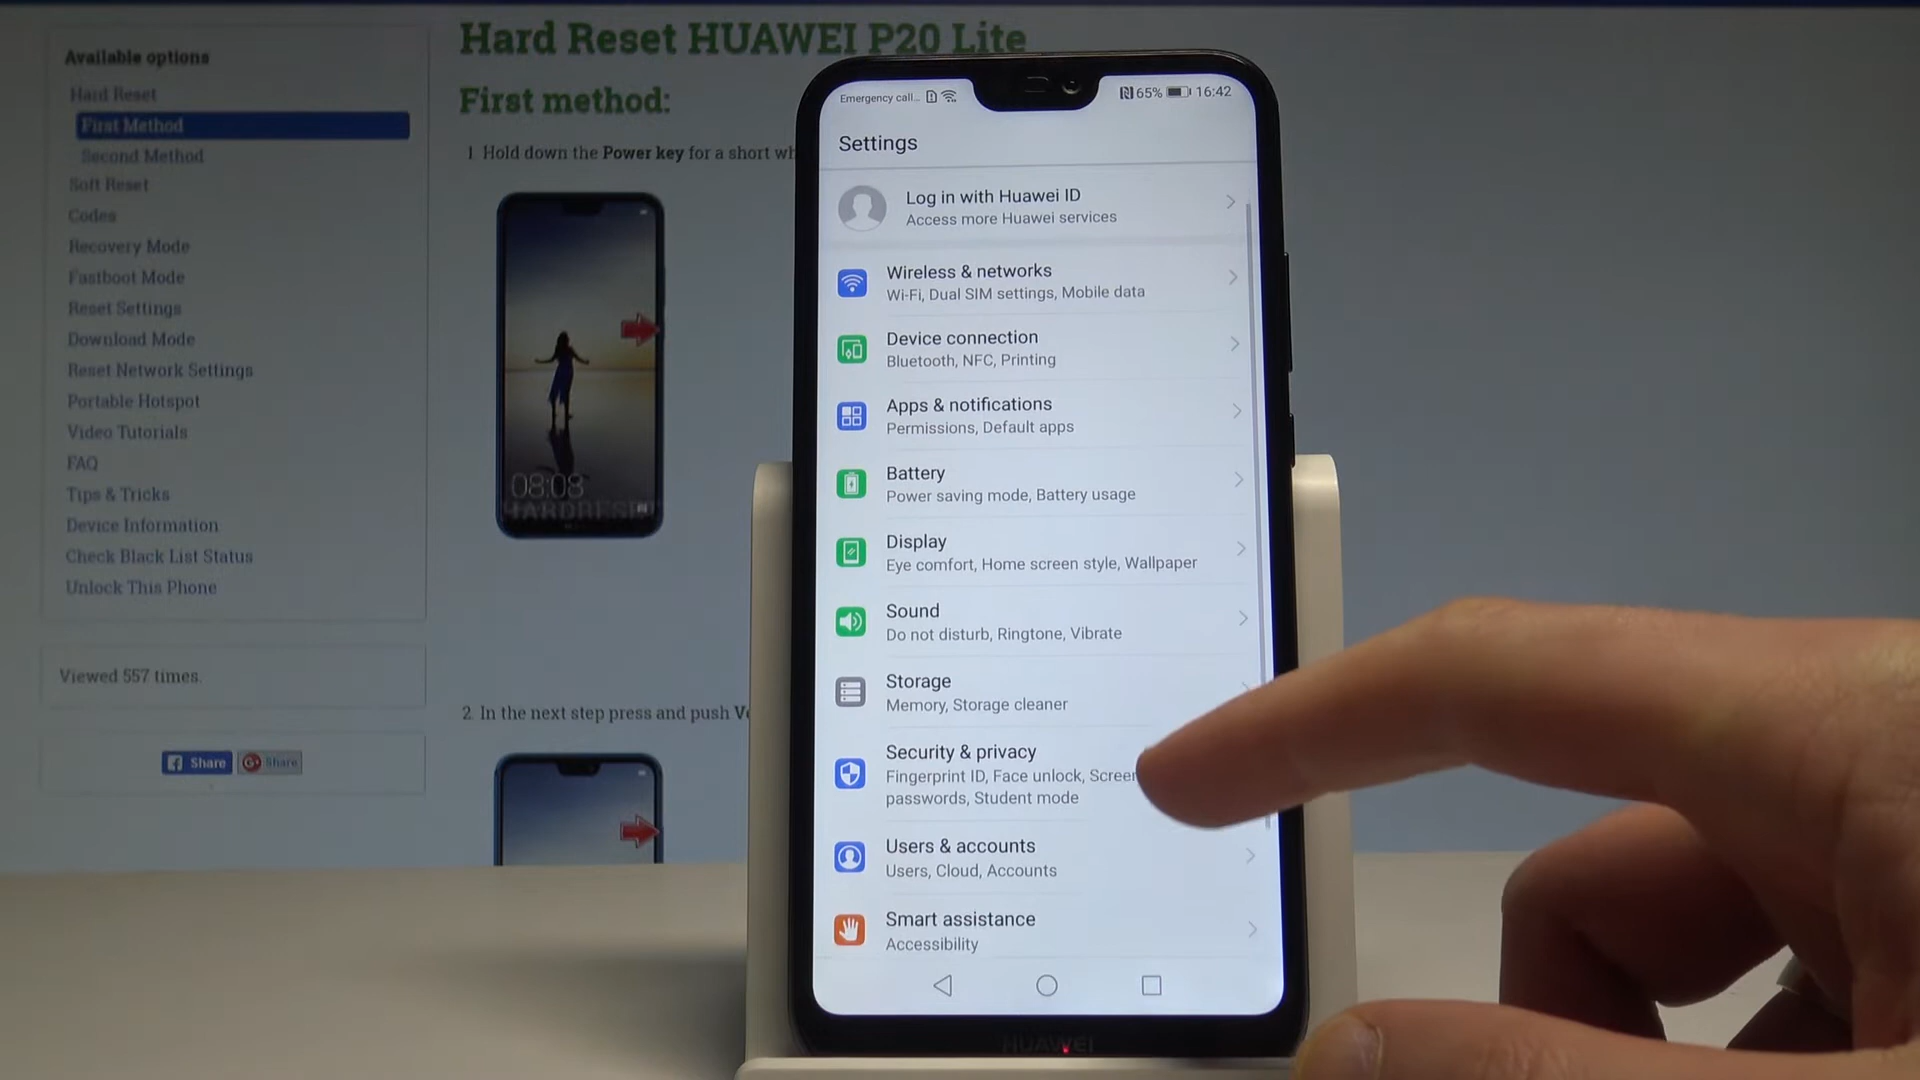 Available options
Hard Reset
First Method
Second Method
Soft Reset
Codes
Recovery Mode
Fastboot Mode
Reset Settings
Download Mode
Reset Network Settings
Portable Hotspot
Video Tutorials
FAQ
Tips & Tricks
Device Information
Check Black List Status
Unlock This Phone
Viewed 557 times.
Share
G+ Share
Hard Reset HUAWEI P20 Lite
First method:
1 Hold down the Power key for a short
08:08
2. In the next step press and push
Emergency call...
65% 16:42
Settings
Log in with Huawei ID
Access more Huawei services
Wireless & networks
Wi-Fi, Dual SIM settings, Mobile data
Device connection
Bluetooth, NFC, Printing
Apps & notifications
Permissions, Default apps
Battery
Power saving mode, Battery usage
Display
Eye comfort, Home screen style, Wallpaper
Sound
Do not disturb, Ringtone, Vibrate
Storage
Memory, Storage cleaner
Security & privacy
Fingerprint ID, Face unlock, Screen
passwords, Student mode
Users & accounts
Users, Cloud, Accounts
Smart assistance
Accessibility
HUAWEI